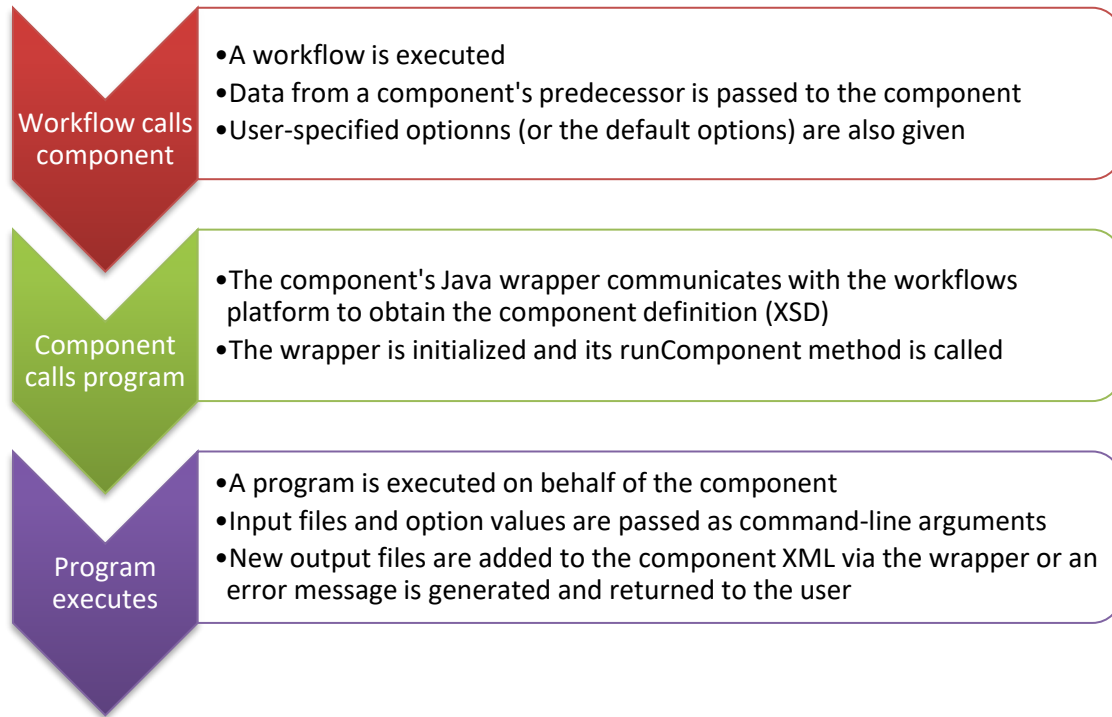 Workflow calls
component
•A workflow is executed
•Data from a component's predecessor is passed to the component
•User-specified optionns (or the default options) are also given
Component
calls program
•The component's Java wrapper communicates with the workflows
platform to obtain the component definition (XSD)
•The wrapper is initialized and its runComponent method is called
Program
executes
•A program is executed on behalf of the component
•Input files and option values are passed as command-line arguments
•New output files are added to the component XML via the wrapper or an
error message is generated and returned to the user